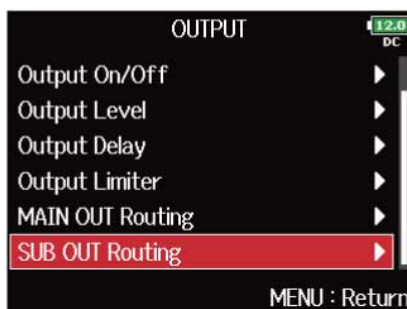 OUTPUT
12.0
DC
Output On/Off
Output Level
Output Delay
Output Limiter
MAIN OUT Routing
SUB OUT Routing
MENU : Return